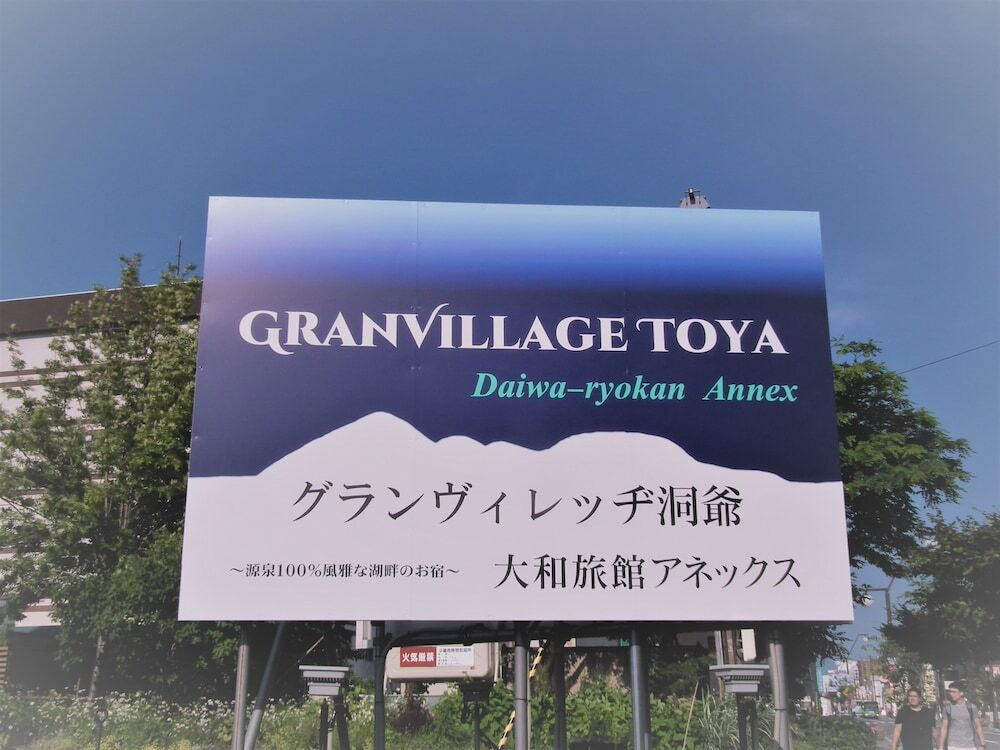 GRANVILLAGE TOYA
Daiwa–ryokan Annex
グランヴィレッヂ洞爺
～源泉100%風雅な湖畔のお宿～
大和旅館アネックス
火気厳禁